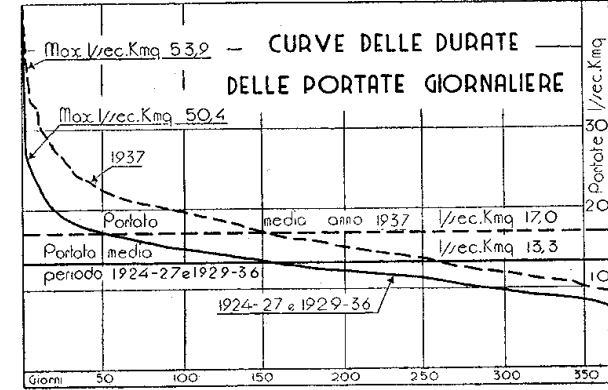 Max l/sec.Kmq 53,9
CURVE DELLE DURATE
DELLE PORTATE GIORNALIERE
Portate l/sec.Kmq
Max l/sec.Kmq 50,4
30
1937
20
Portata media anno 1937 l/sec.Kmq 17,0
Portata media l/sec.Kmq 13,3
periodo 1924-27 e 1929-36
10
1924-27 e 1929-36
Giorni 50 100 150 200 250 300 350